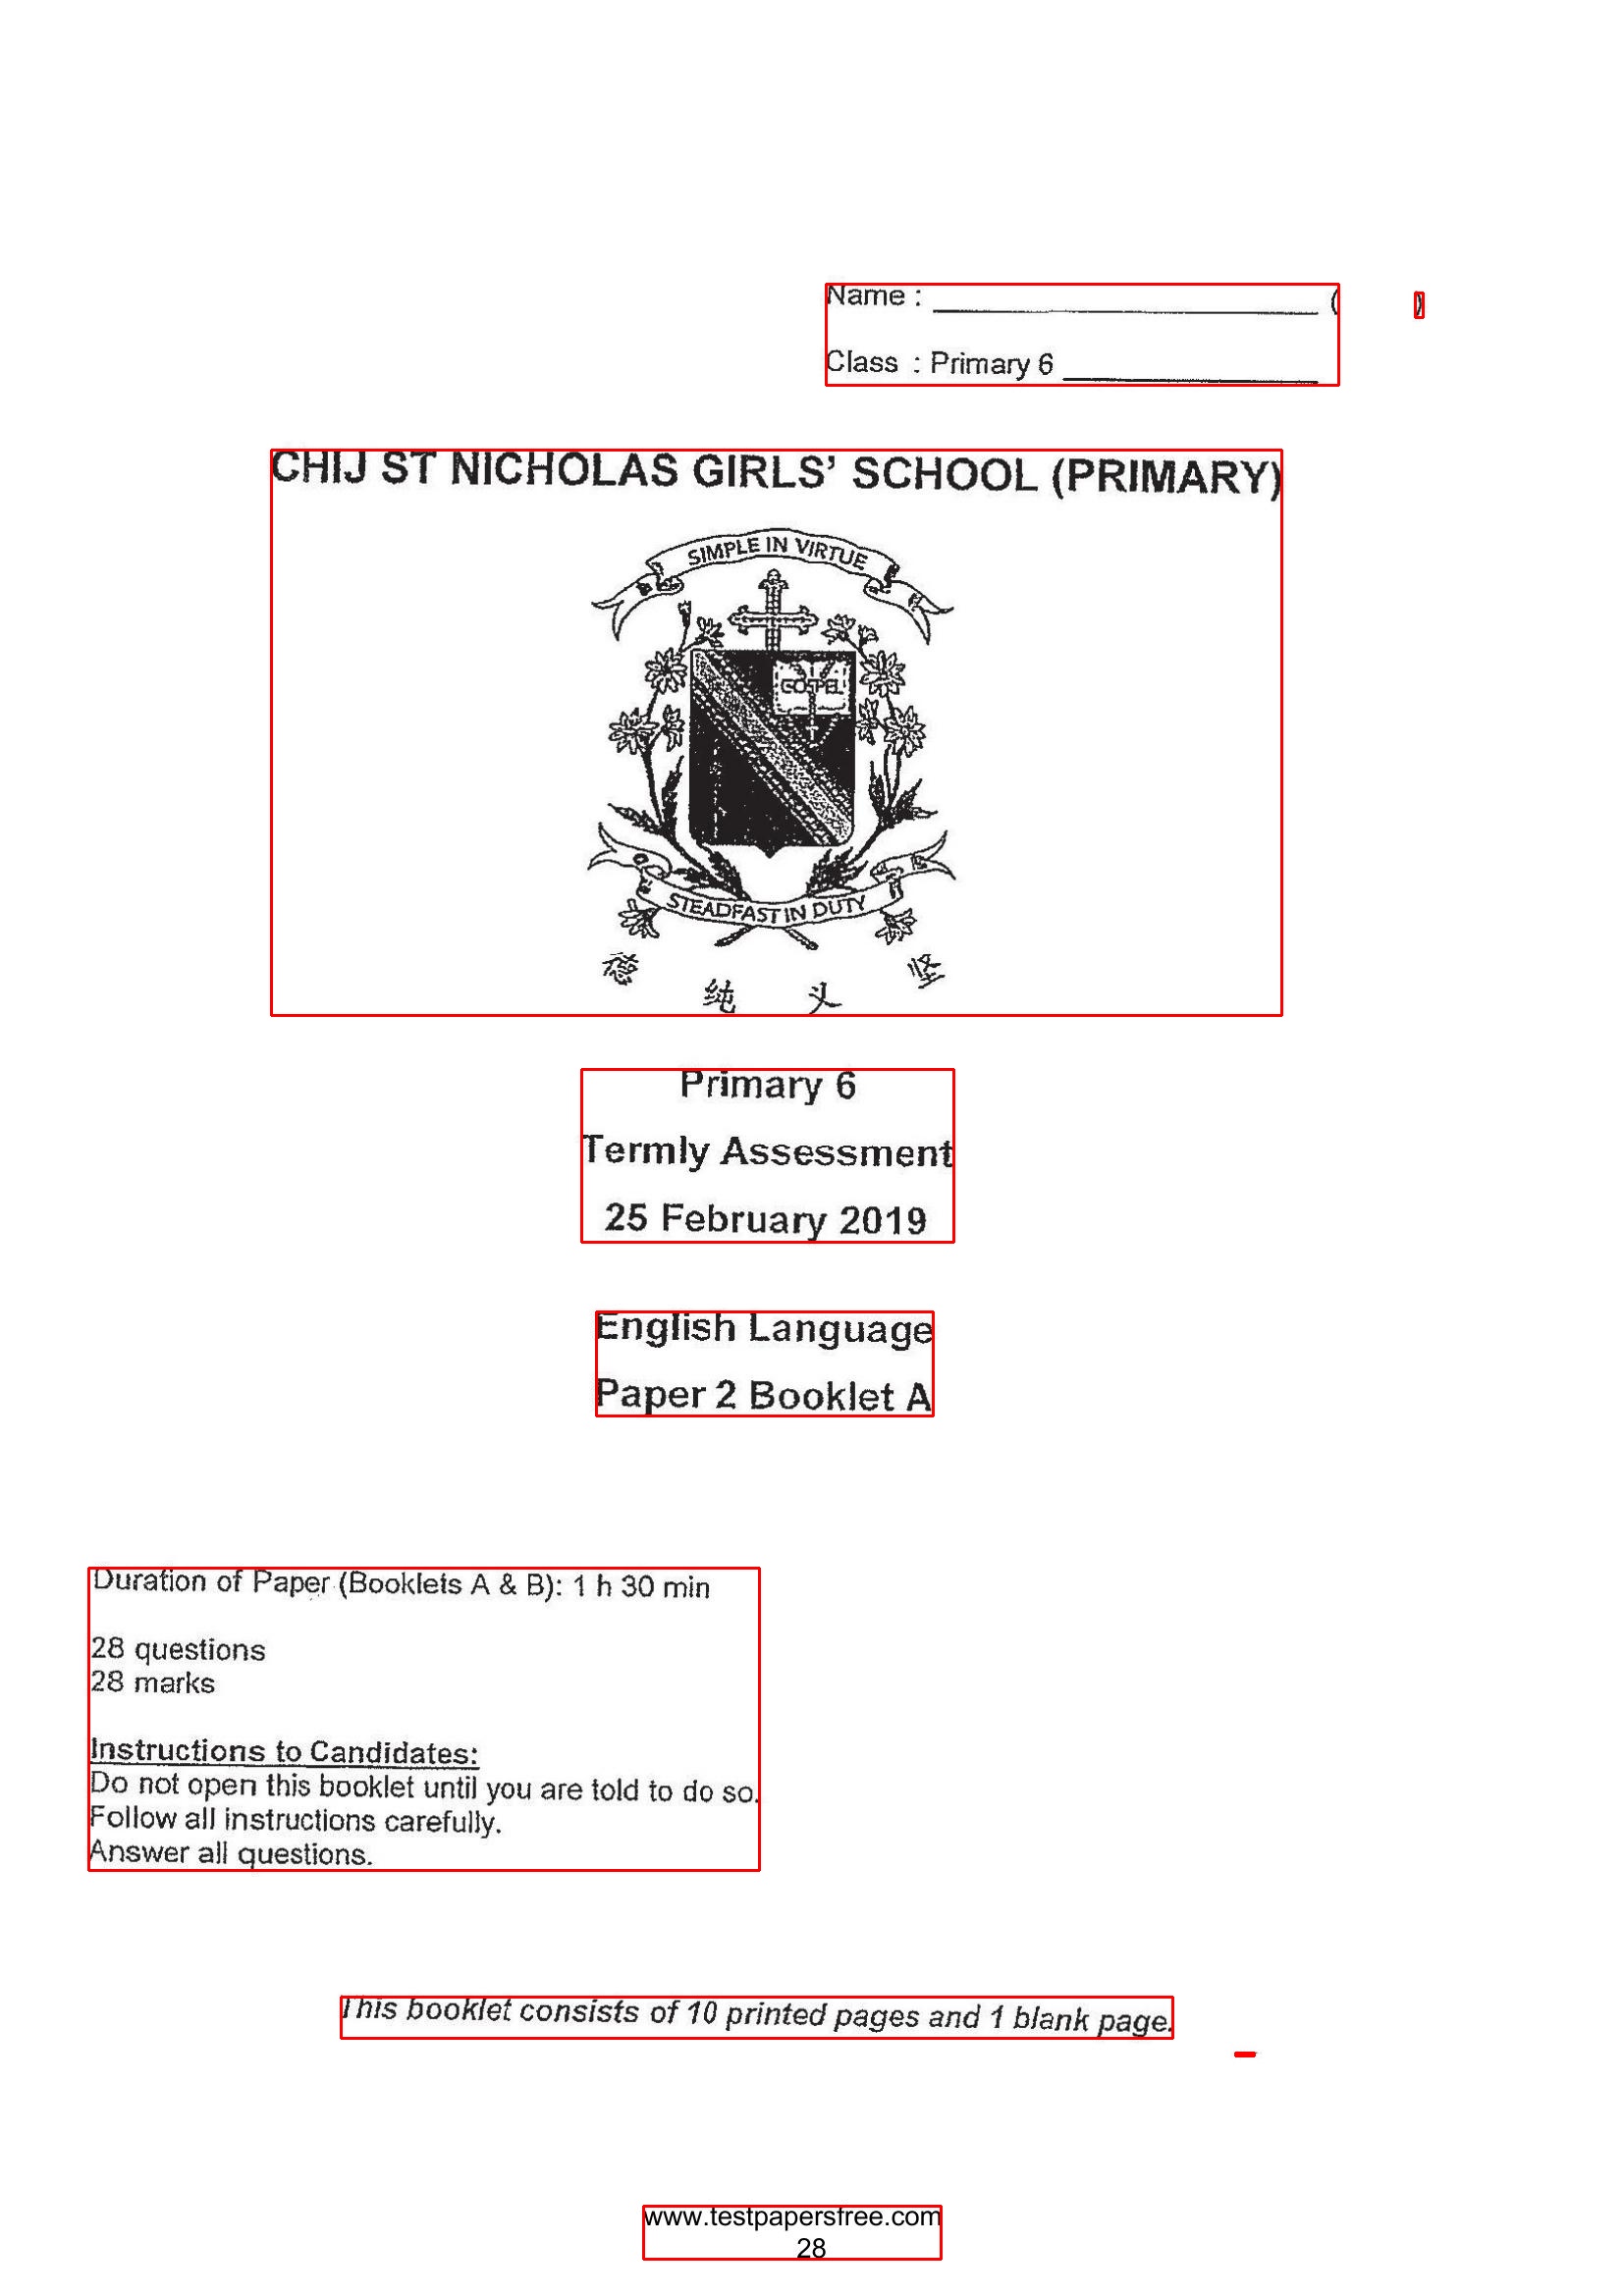 Name : ____________________ (          )
Class : Primary 6 ____________________
CHIJ ST NICHOLAS GIRLS' SCHOOL (PRIMARY)
SIMPLE IN VIRTUE
GOSPEL
STEADFAST IN DUTY
德 纯 义 坚
Primary 6
Termly Assessment
25 February 2019
English Language
Paper 2 Booklet A
Duration of Paper (Booklets A & B): 1 h 30 min
28 questions
28 marks
Instructions to Candidates:
Do not open this booklet until you are told to do so.
Follow all instructions carefully.
Answer all questions.
This booklet consists of 10 printed pages and 1 blank page.
www.testpapersfree.com
28